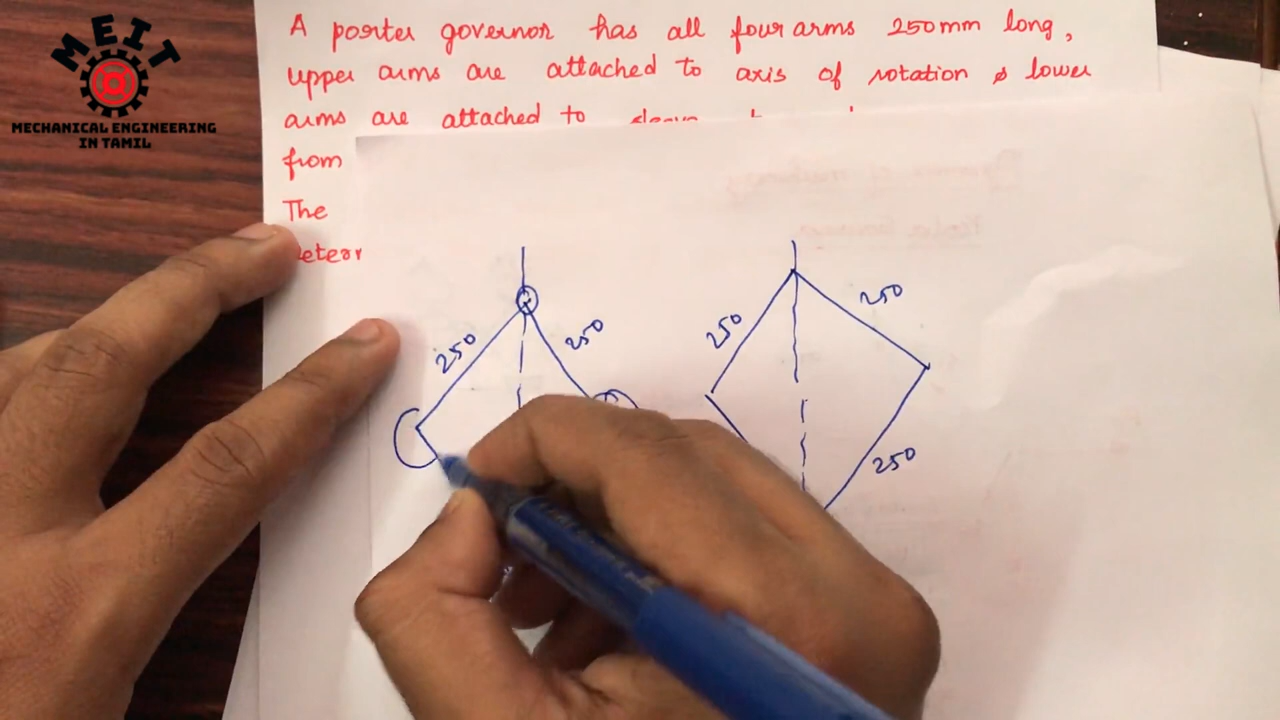 MEIT
MECHANICAL ENGINEERING
IN TAMIL
A porter governor has all four arms 250mm long,
upper arms are attached to axis of rotation & lower
arms are attached to
from
The
250
250
250
250
250